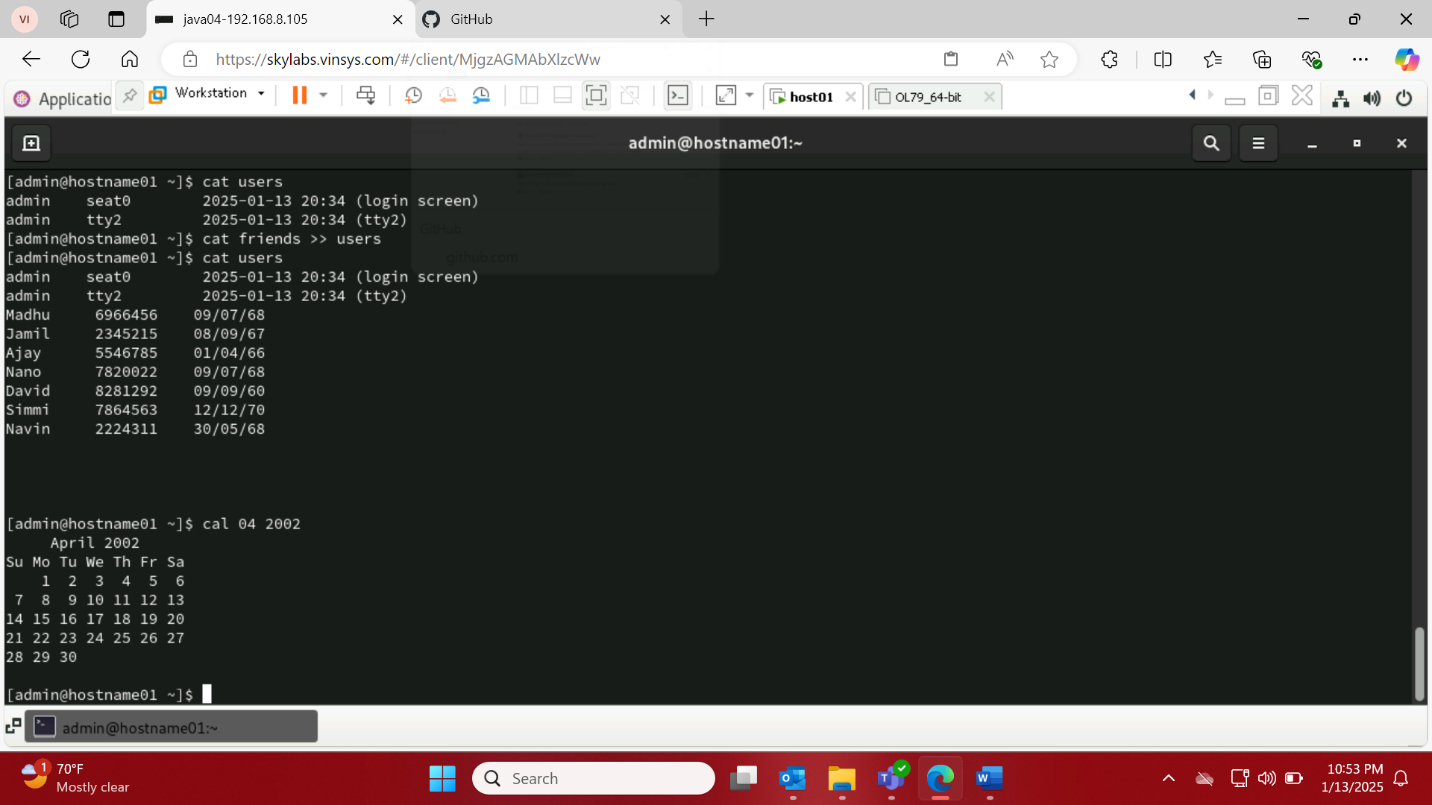 VI
java04-192.168.8.105
GitHub
https://skylabs.vinsys.com/#/client/MjgzAGMAbXlzcWw
Applicatio
Workstation
host01
OL79_64-bit
admin@hostname01:~
[admin@hostname01 ~]$ cat users
admin    seat0        2025-01-13 20:34 (login screen)
admin    tty2         2025-01-13 20:34 (tty2)
[admin@hostname01 ~]$ cat friends >> users
GitHub
[admin@hostname01 ~]$ cat users
github.com
admin    seat0        2025-01-13 20:34 (login screen)
admin    tty2         2025-01-13 20:34 (tty2)
Madhu     6966456    09/07/68
Jamil     2345215    08/09/67
Ajay      5546785    01/04/66
Nano      7820022    09/07/68
David     8281292    09/09/60
Simmi     7864563    12/12/70
Navin     2224311    30/05/68
[admin@hostname01 ~]$ cal 04 2002
     April 2002
Su Mo Tu We Th Fr Sa
    1  2  3  4  5  6
 7  8  9 10 11 12 13
14 15 16 17 18 19 20
21 22 23 24 25 26 27
28 29 30
[admin@hostname01 ~]$
admin@hostname01:~
1
70°F
Mostly clear
Search
10:53 PM
1/13/2025